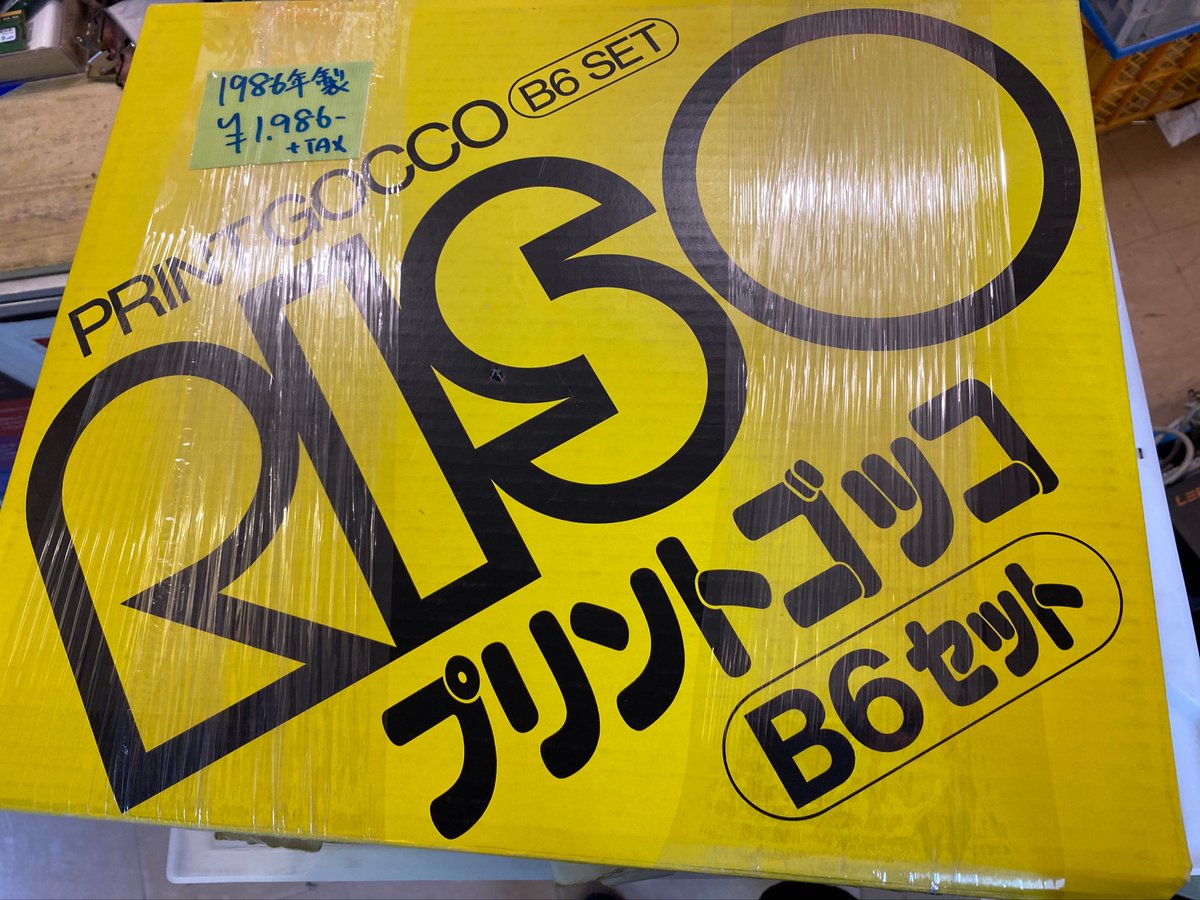 1986年製
¥1.986-
+TAX
PRINT GOCCO B6 SET
RISO
プリントゴッコ
B6セット